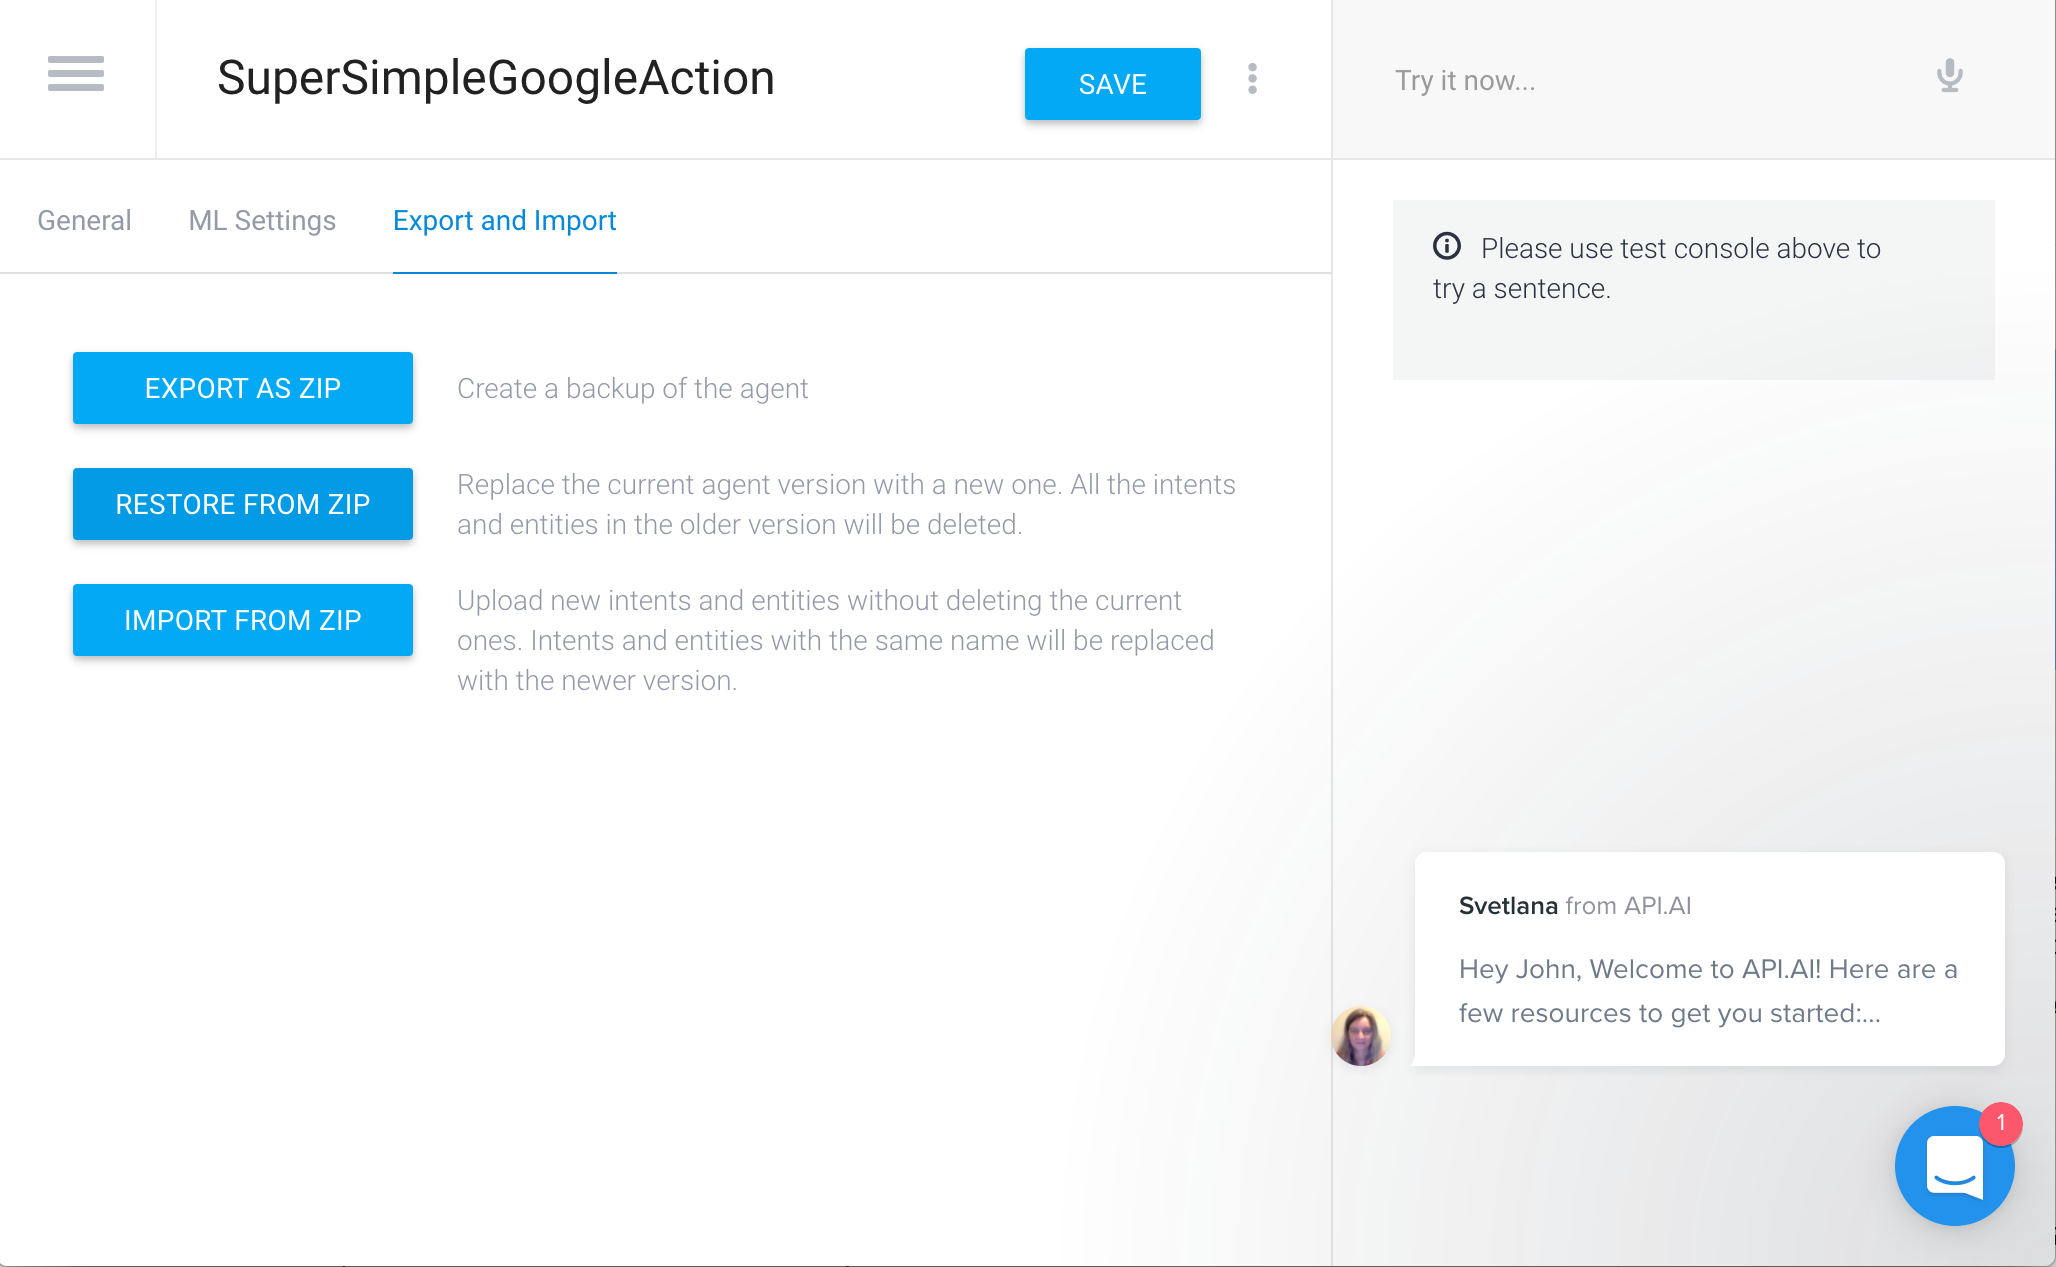 SuperSimpleGoogleAction
SAVE
Try it now...
General
ML Settings
Export and Import
Please use test console above to
try a sentence.
EXPORT AS ZIP
Create a backup of the agent
RESTORE FROM ZIP
Replace the current agent version with a new one. All the intents
and entities in the older version will be deleted.
IMPORT FROM ZIP
Upload new intents and entities without deleting the current
ones. Intents and entities with the same name will be replaced
with the newer version.
Svetlana from API.AI
Hey John, Welcome to API.AI! Here are a
few resources to get you started:...
1